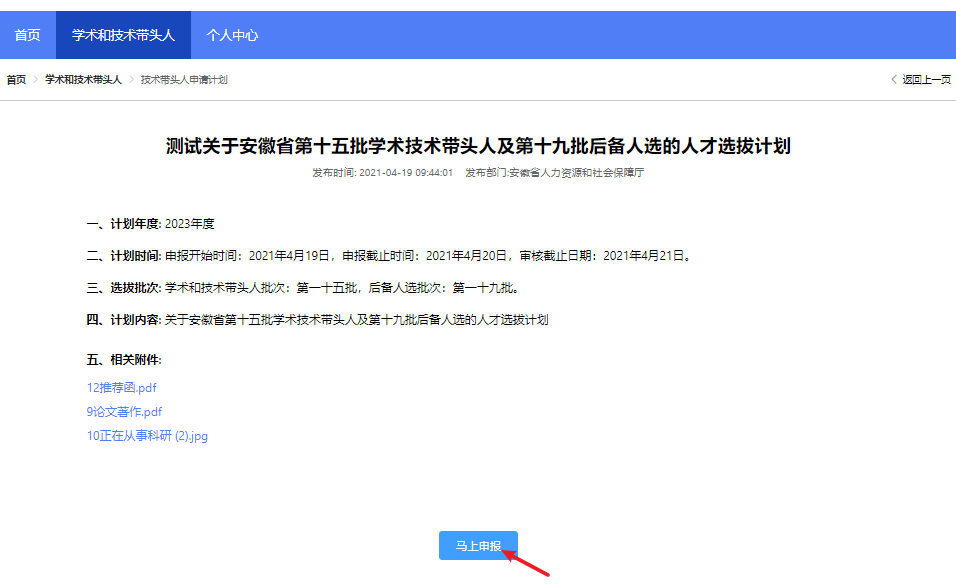 首页 学术和技术带头人 个人中心
首页 > 学术和技术带头人 > 技术带头人申请计划 < 返回上一页
测试关于安徽省第十五批学术技术带头人及第十九批后备人选的人才选拔计划
发布时间: 2021-04-19 09:44:01 发布部门:安徽省人力资源和社会保障厅
一、计划年度: 2023年度
二、计划时间: 申报开始时间：2021年4月19日，申报截止时间：2021年4月20日，审核截止日期：2021年4月21日。
三、选拔批次: 学术和技术带头人批次：第一十五批，后备人选批次：第一十九批。
四、计划内容: 关于安徽省第十五批学术技术带头人及第十九批后备人选的人才选拔计划
五、相关附件:
12推荐函.pdf
9论文著作.pdf
10正在从事科研 (2).jpg
马上申报